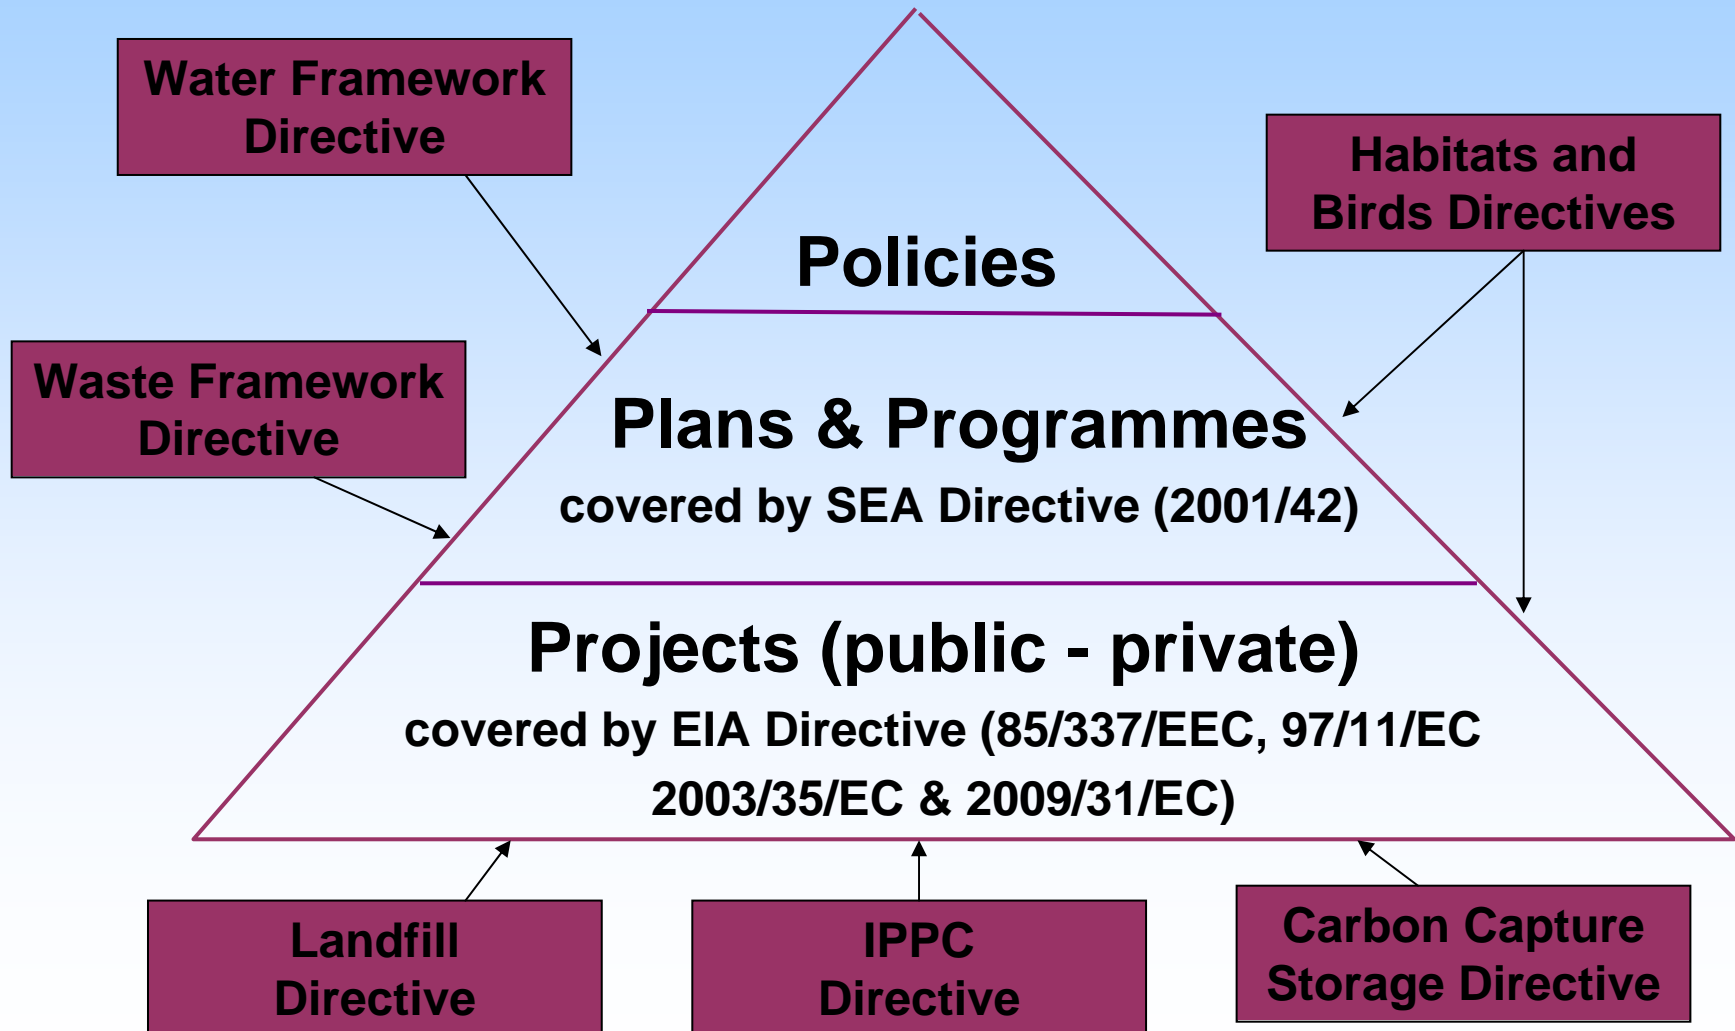 Water Framework
Directive
Habitats and
Birds Directives
Policies
Waste Framework
Directive
Plans & Programmes
covered by SEA Directive (2001/42)
Projects (public - private)
covered by EIA Directive (85/337/EEC, 97/11/EC
2003/35/EC & 2009/31/EC)
Landfill
Directive
IPPC
Directive
Carbon Capture
Storage Directive